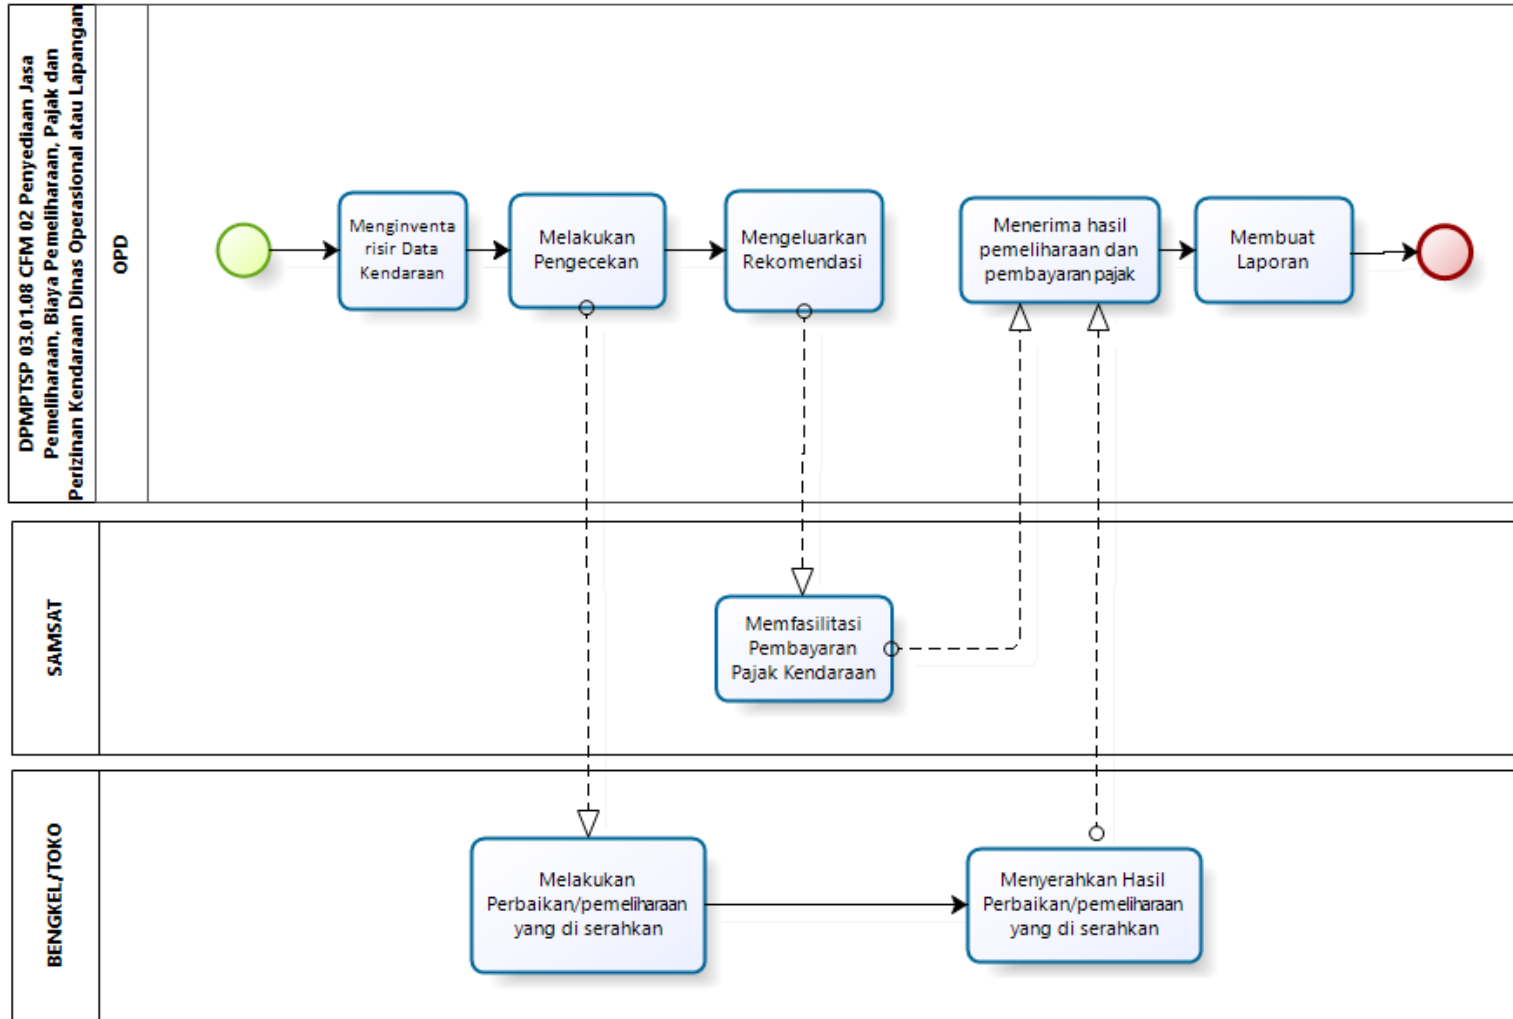 DPMPTSP 03.01.08 CFM 02 Penyediaan Jasa
Pemeliharaan, Biaya Pemeliharaan, Pajak dan
Perizinan Kendaraan Dinas Operasional atau Lapangan
OPD
Menginventa
risir Data
Kendaraan
Melakukan
Pengecekan
Mengeluarkan
Rekomendasi
Menerima hasil
pemeliharaan dan
pembayaran pajak
Membuat
Laporan
SAMSAT
Memfasilitasi
Pembayaran
Pajak Kendaraan
BENGKEL/TOKO
Melakukan
Perbaikan/pemeliharaan
yang di serahkan
Menyerahkan Hasil
Perbaikan/pemeliharaan
yang di serahkan